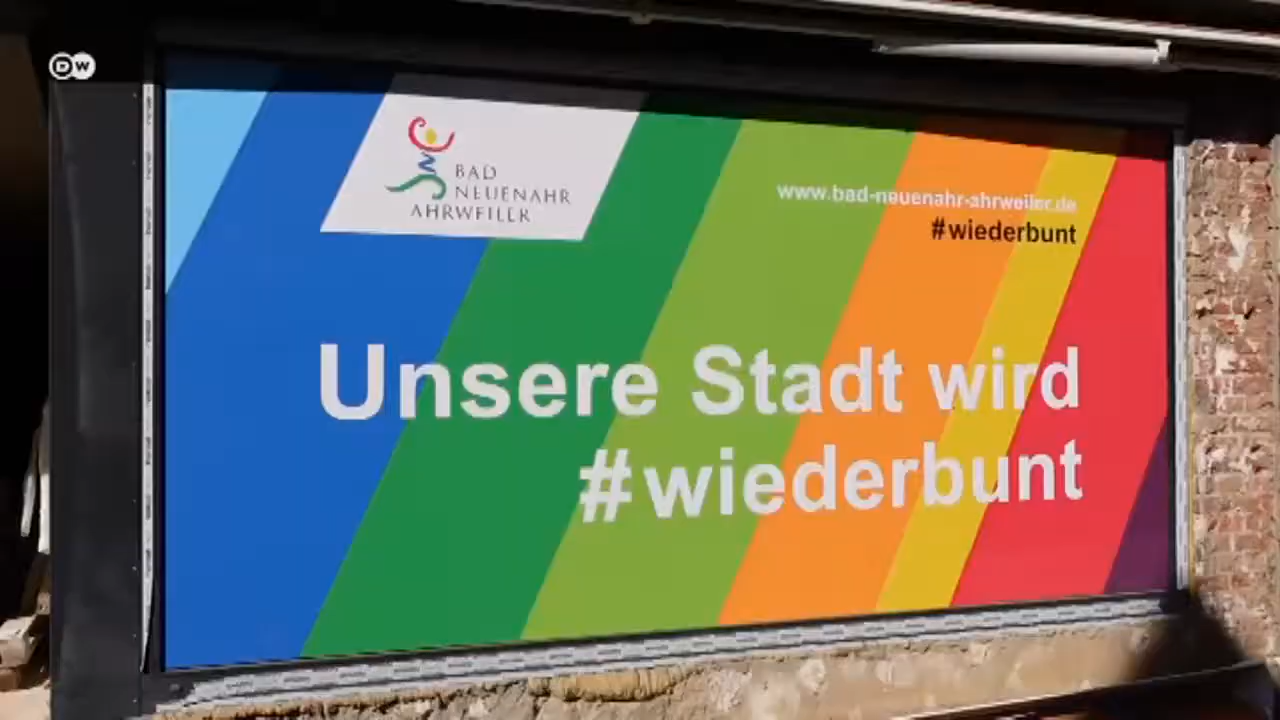 DW
BAD
NEUENAHR
AHRWEILER
www.bad-neuenahr-ahrweiler.de
#wiederbunt
Unsere Stadt wird
#wiederbunt